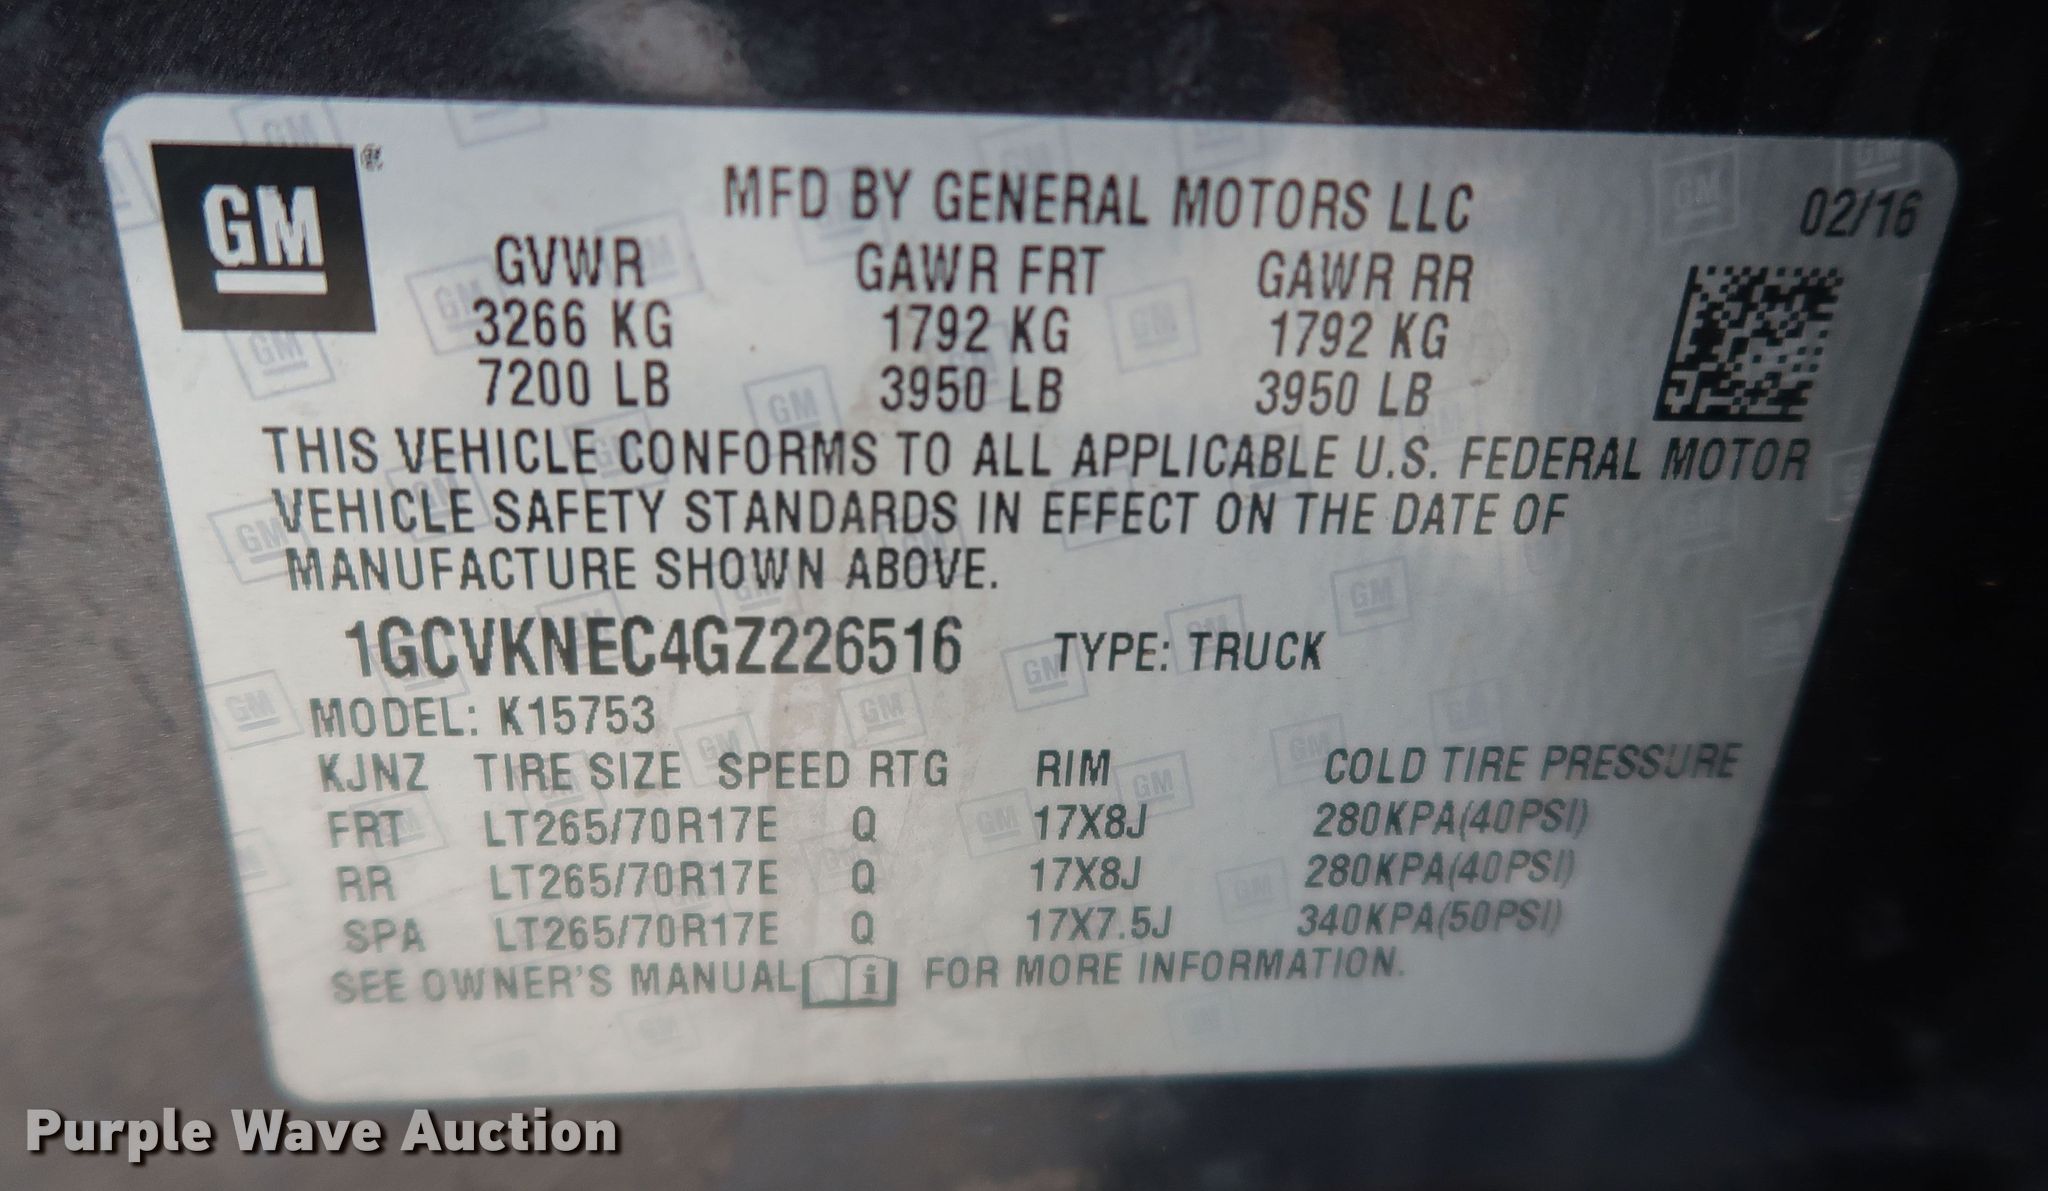 GM
MFD BY GENERAL MOTORS LLC
02/16
GVWR GAWR FRT GAWR RR
3266 KG 1792 KG 1792 KG
7200 LB 3950 LB 3950 LB
THIS VEHICLE CONFORMS TO ALL APPLICABLE U.S. FEDERAL MOTOR
VEHICLE SAFETY STANDARDS IN EFFECT ON THE DATE OF
MANUFACTURE SHOWN ABOVE.
1GCVKNEC4GZ226516 TYPE: TRUCK
MODEL: K15753
KJNZ TIRE SIZE SPEED RTG RIM COLD TIRE PRESSURE
FRT LT265/70R17E Q 17X8J 280KPA(40PSI)
RR LT265/70R17E Q 17X8J 280KPA(40PSI)
SPA LT265/70R17E Q 17X7.5J 340KPA(50PSI)
SEE OWNER'S MANUAL i FOR MORE INFORMATION.
Purple Wave Auction